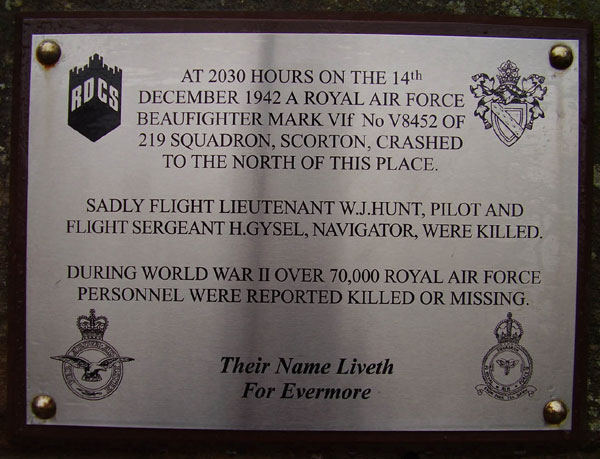 RDCS
AT 2030 HOURS ON THE 14th
DECEMBER 1942 A ROYAL AIR FORCE
BEAUFIGHTER MARK VIf No V8452 OF
219 SQUADRON, SCORTON, CRASHED
TO THE NORTH OF THIS PLACE.
SADLY FLIGHT LIEUTENANT W.J.HUNT, PILOT AND
FLIGHT SERGEANT H.GYSEL, NAVIGATOR, WERE KILLED.
DURING WORLD WAR II OVER 70,000 ROYAL AIR FORCE
PERSONNEL WERE REPORTED KILLED OR MISSING.
Their Name Liveth
For Evermore